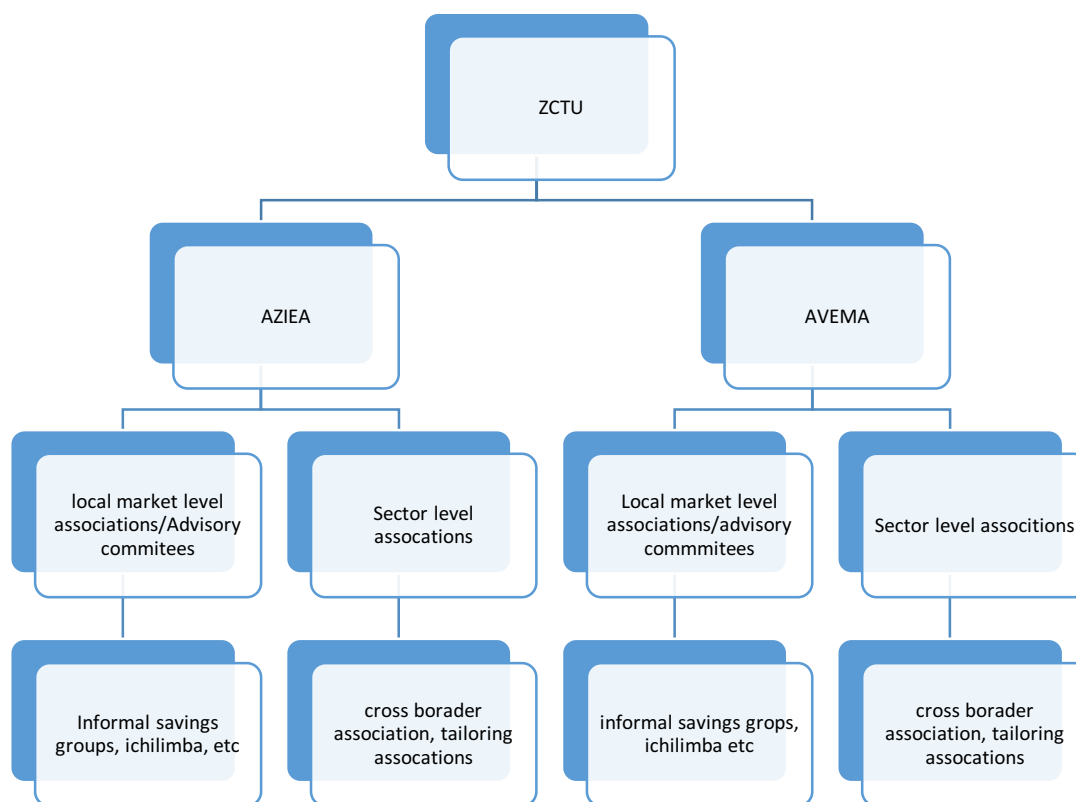 ZCTU
AZIEA
AVEMA
local market level
associations/Advisory
commitees
Sector level
assocations
Local market level
associations/advisory
commmitees
Sector level associtions
Informal savings
groups, ichilimba, etc
cross borader
association, tailoring
assocations
informal savings grops,
ichilimba etc
cross borader
association, tailoring
assocations